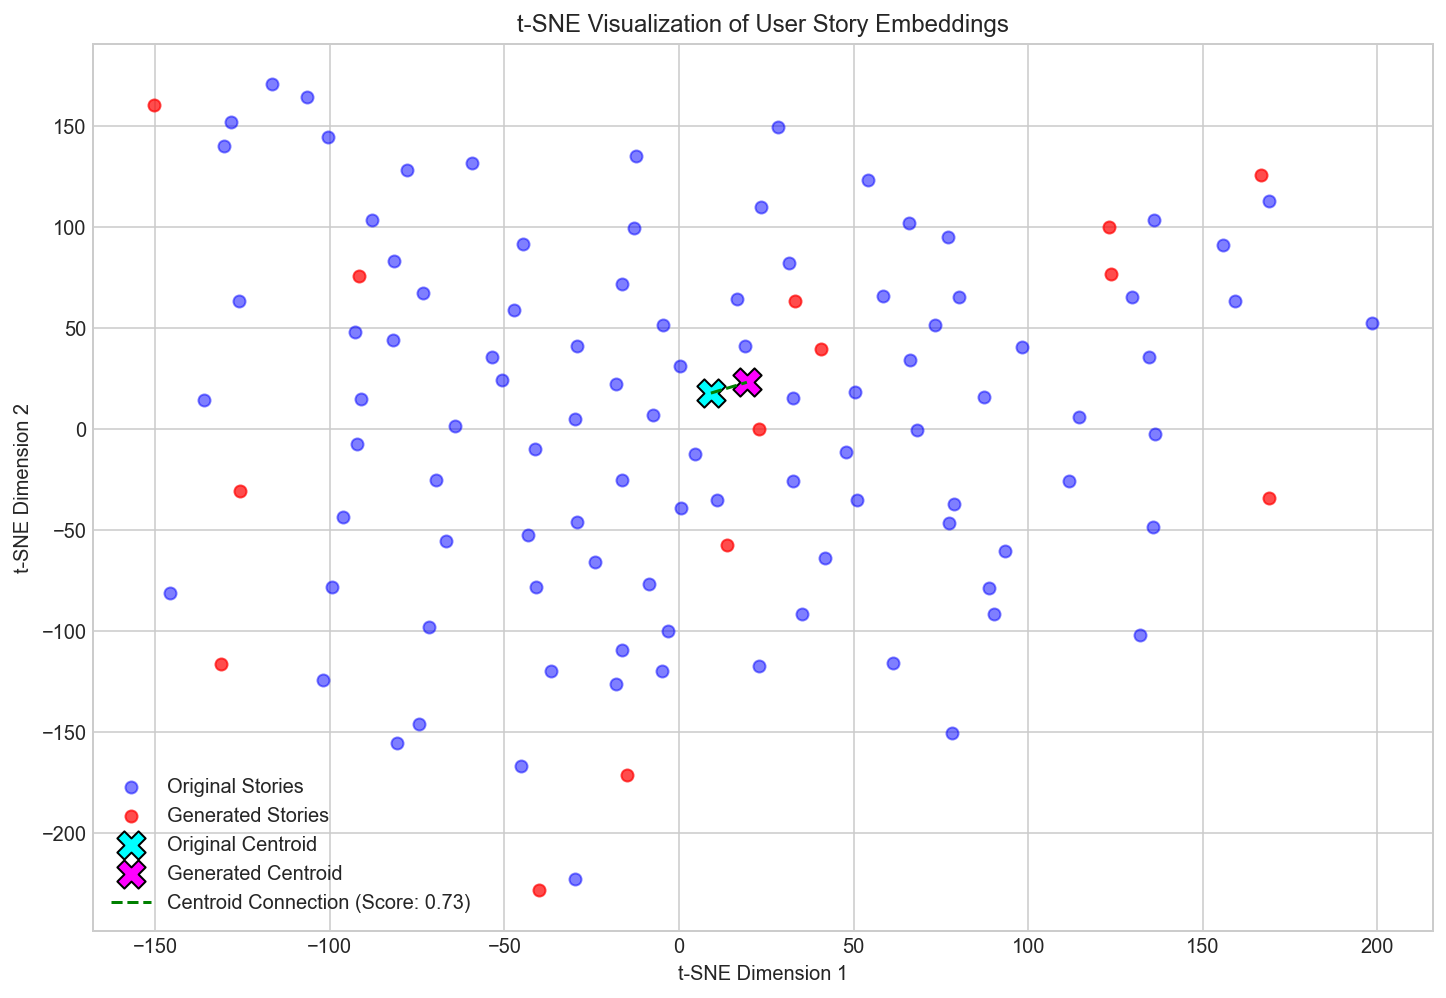 t-SNE Visualization of User Story Embeddings
t-SNE Dimension 2
150
100
50
0
−50
−100
−150
−200
Original Stories
Generated Stories
Original Centroid
Generated Centroid
Centroid Connection (Score: 0.73)
−150
−100
−50
0
50
100
150
200
t-SNE Dimension 1